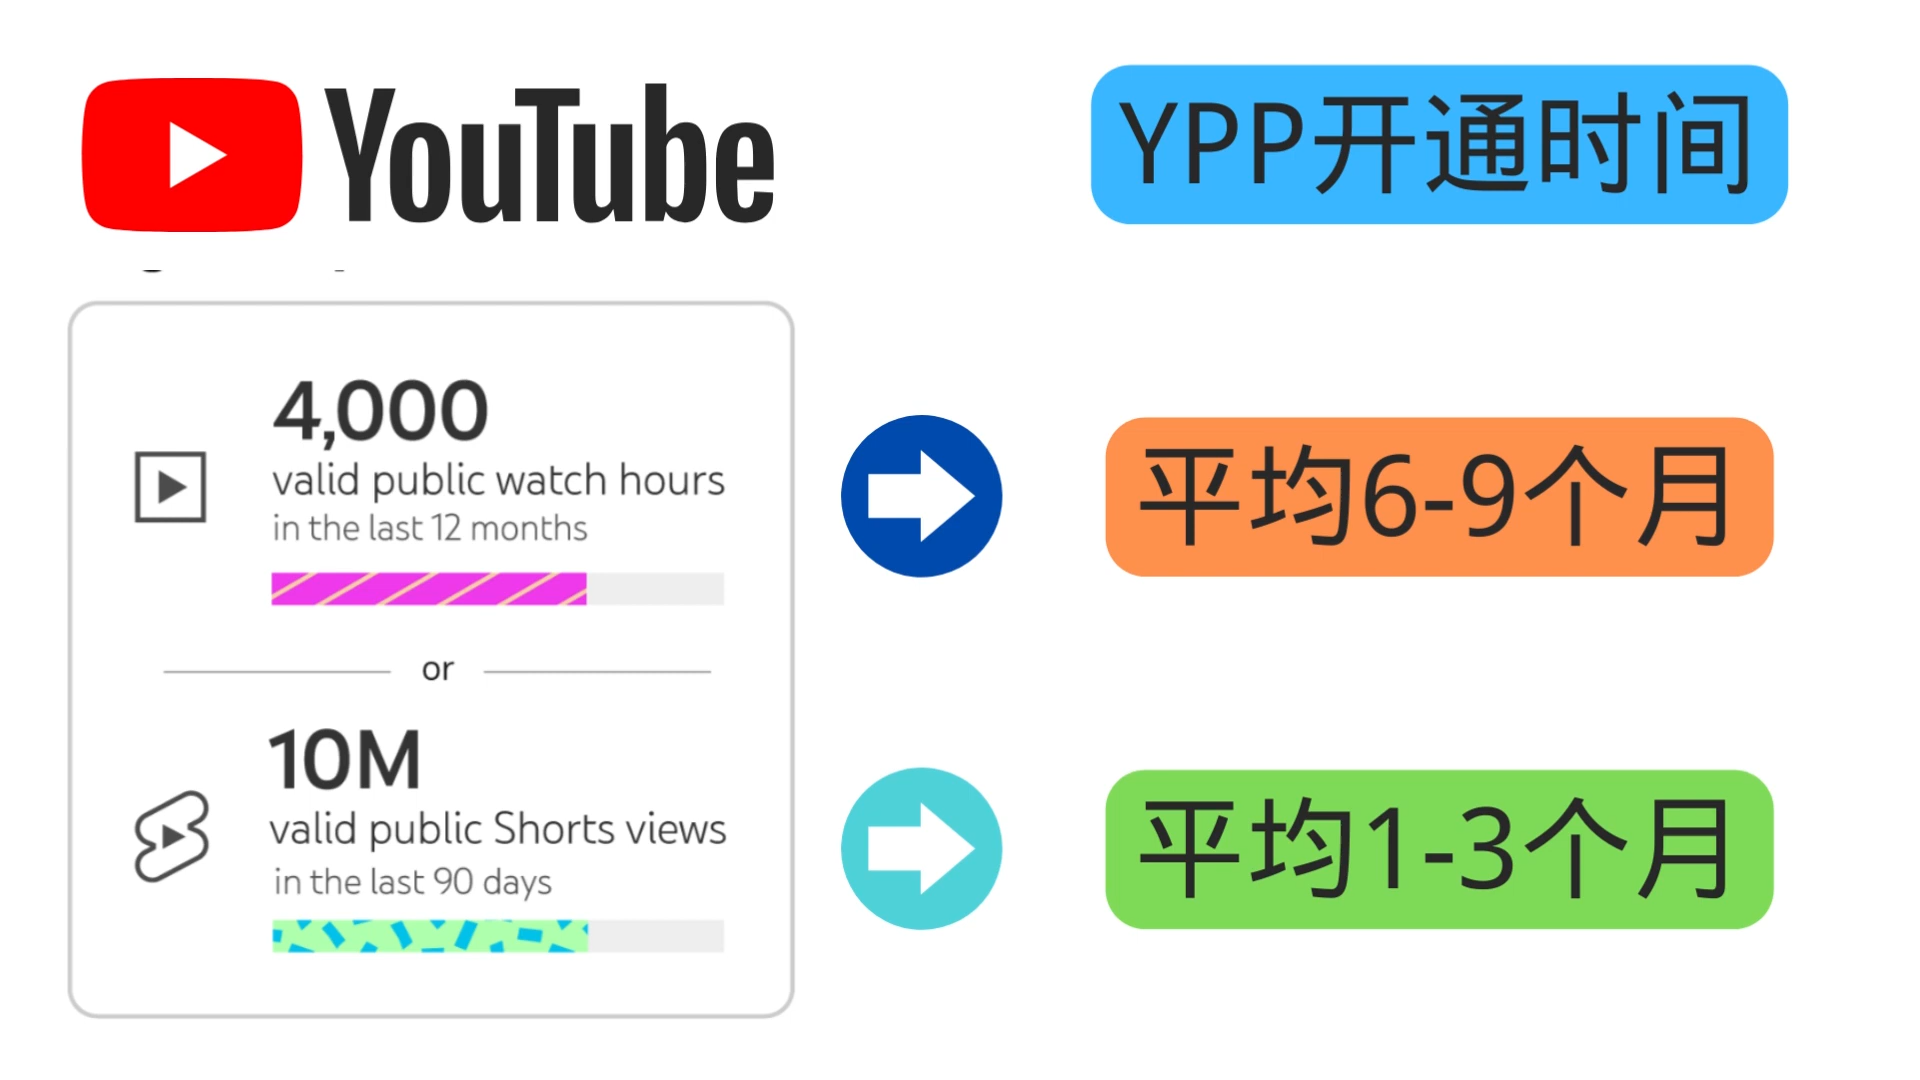 YouTube
YPP开通时间
4,000
valid public watch hours
in the last 12 months
平均6-9个月
or
10M
valid public Shorts views
in the last 90 days
平均1-3个月